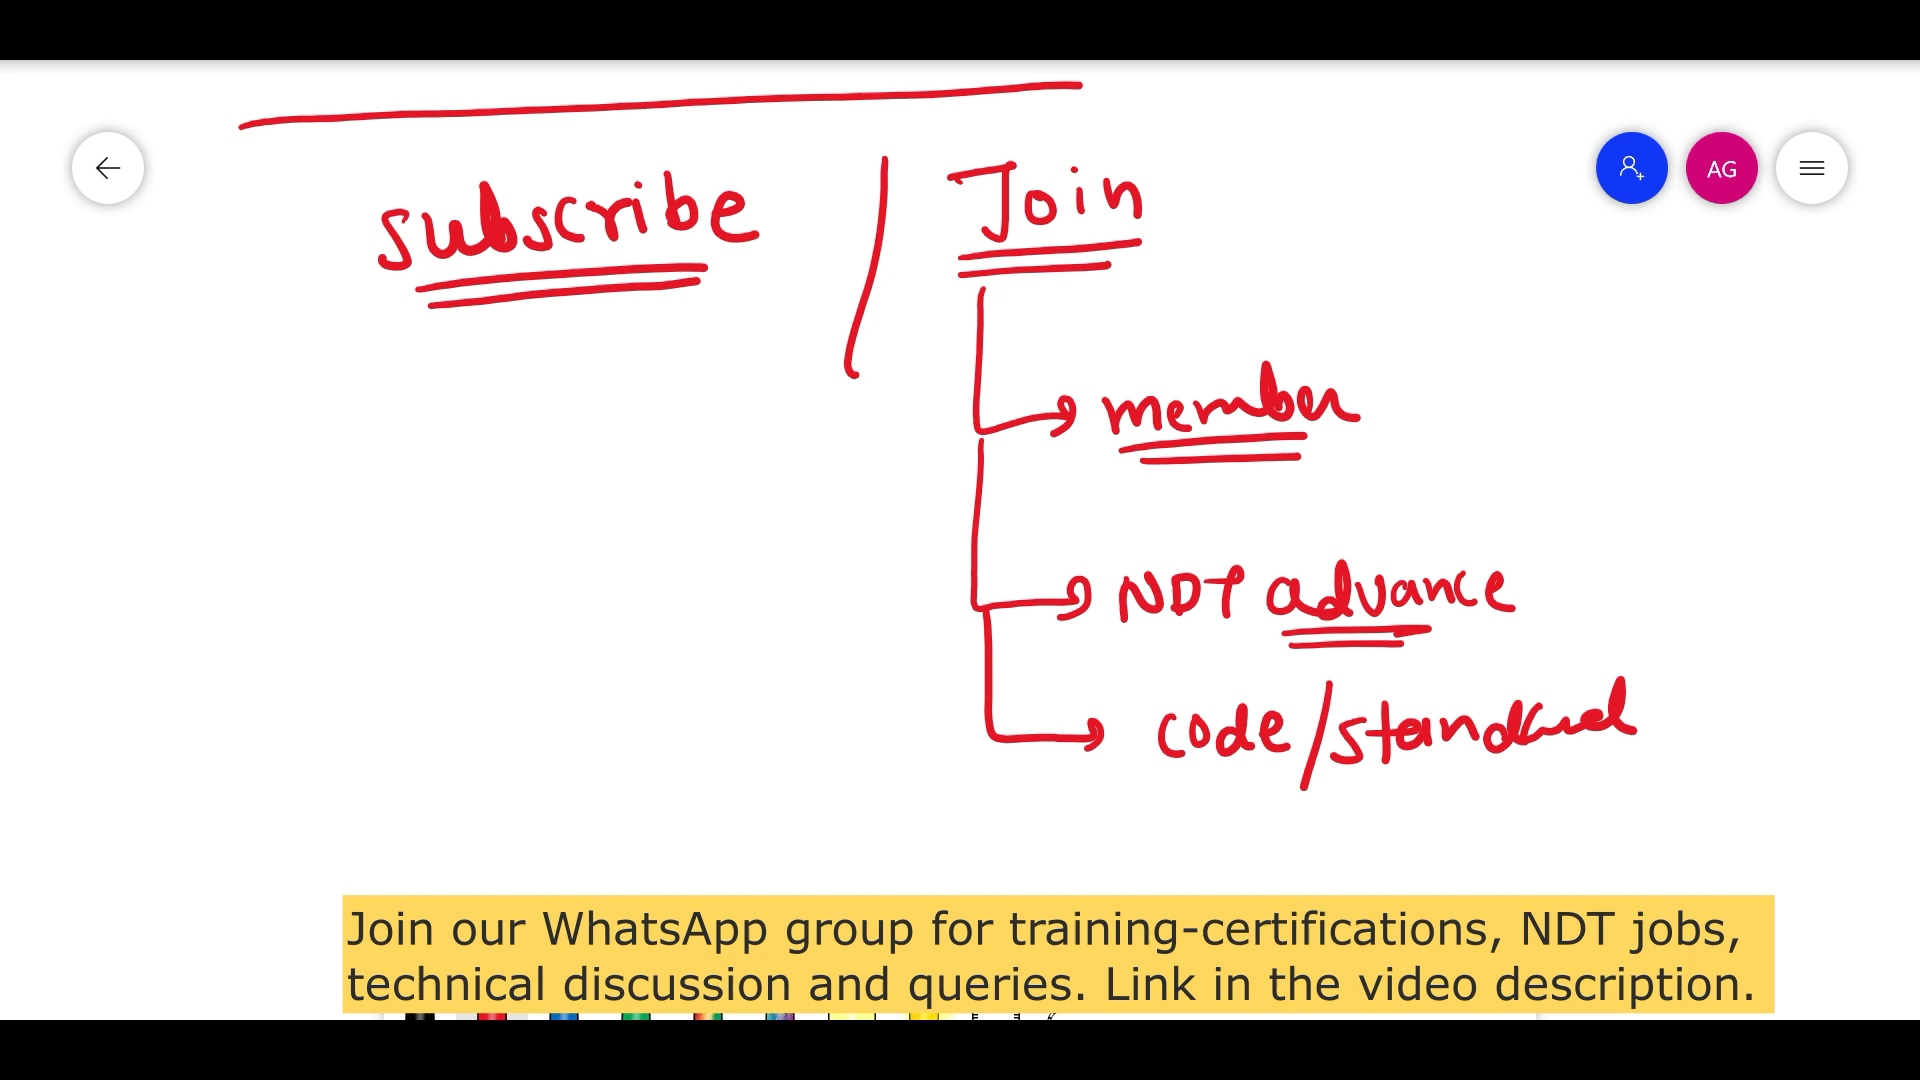 subscribe / Join
AG
member
NDT advance
code/standard
Join our WhatsApp group for training-certifications, NDT jobs,
technical discussion and queries. Link in the video description.